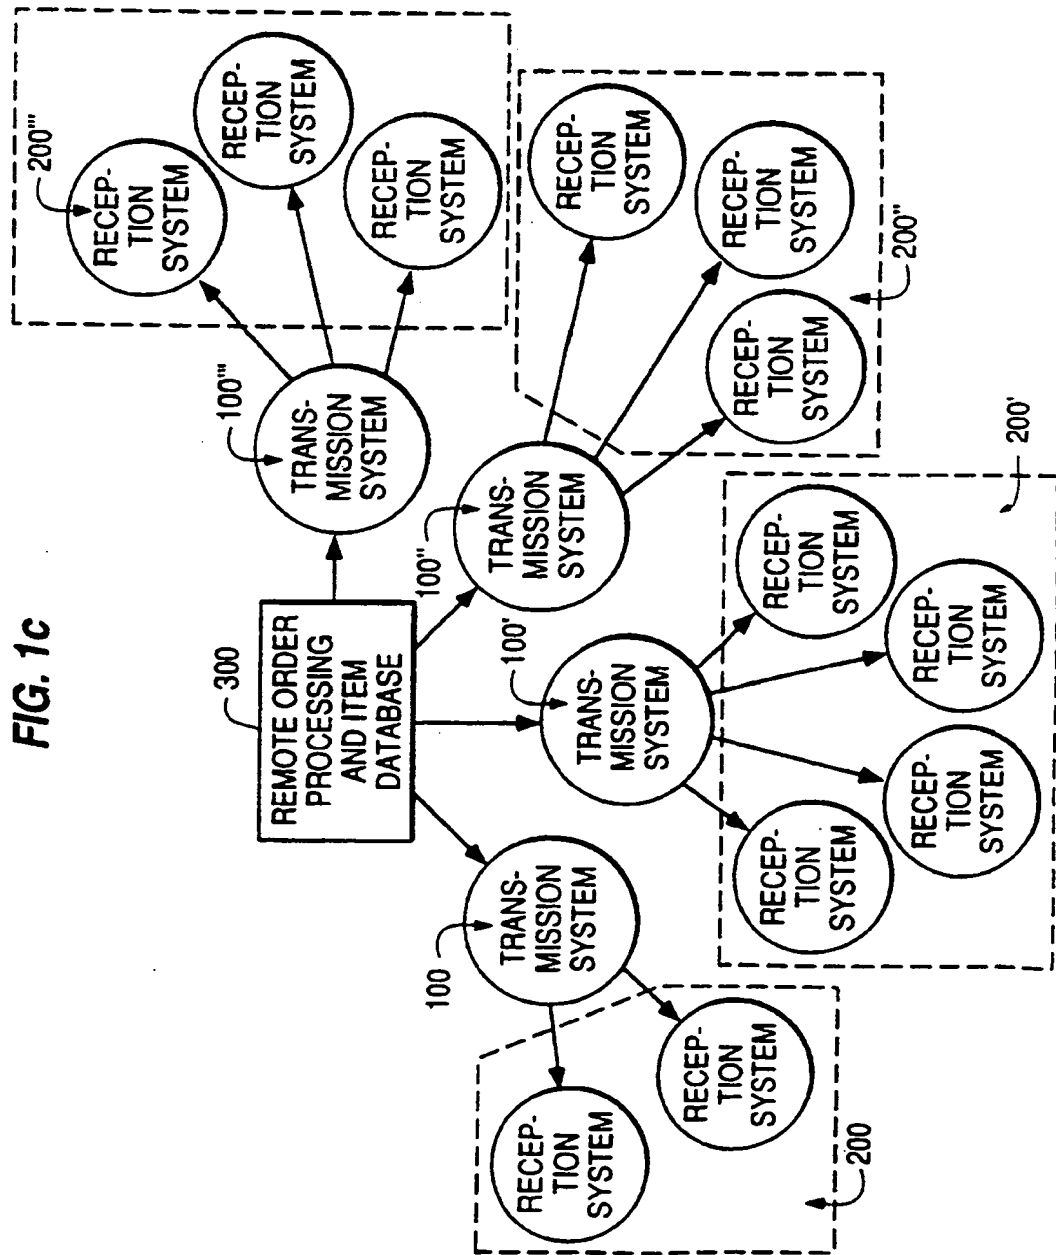 FIG. 1c
300
REMOTE ORDER
PROCESSING
AND ITEM
DATABASE
100
TRANS-
MISSION
SYSTEM
100'
TRANS-
MISSION
SYSTEM
100"
TRANS-
MISSION
SYSTEM
100'"
TRANS-
MISSION
SYSTEM
RECEP-
TION
SYSTEM
RECEP-
TION
SYSTEM
200
RECEP-
TION
SYSTEM
RECEP-
TION
SYSTEM
RECEP-
TION
SYSTEM
RECEP-
TION
SYSTEM
200'
RECEP-
TION
SYSTEM
RECEP-
TION
SYSTEM
RECEP-
TION
SYSTEM
200"
200'"
RECEP-
TION
SYSTEM
RECEP-
TION
SYSTEM
RECEP-
TION
SYSTEM